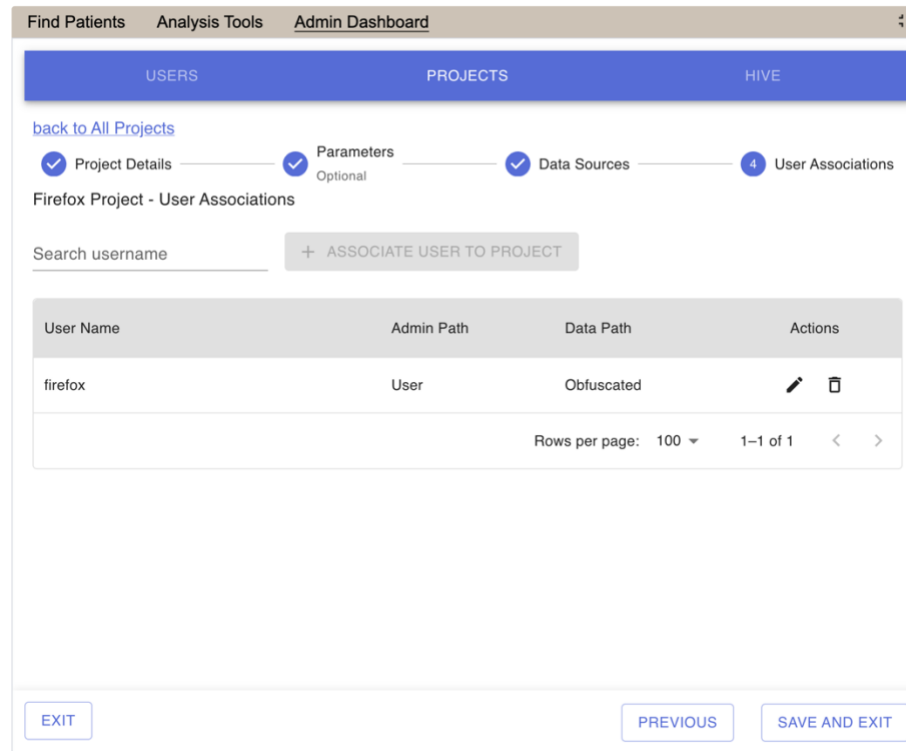 Find Patients Analysis Tools Admin Dashboard
USERS PROJECTS HIVE
back to All Projects
Project Details
Parameters
Optional
Data Sources
4 User Associations
Firefox Project - User Associations
Search username
+ ASSOCIATE USER TO PROJECT
User Name Admin Path Data Path Actions
firefox User Obfuscated
Rows per page: 100 1–1 of 1
EXIT PREVIOUS SAVE AND EXIT